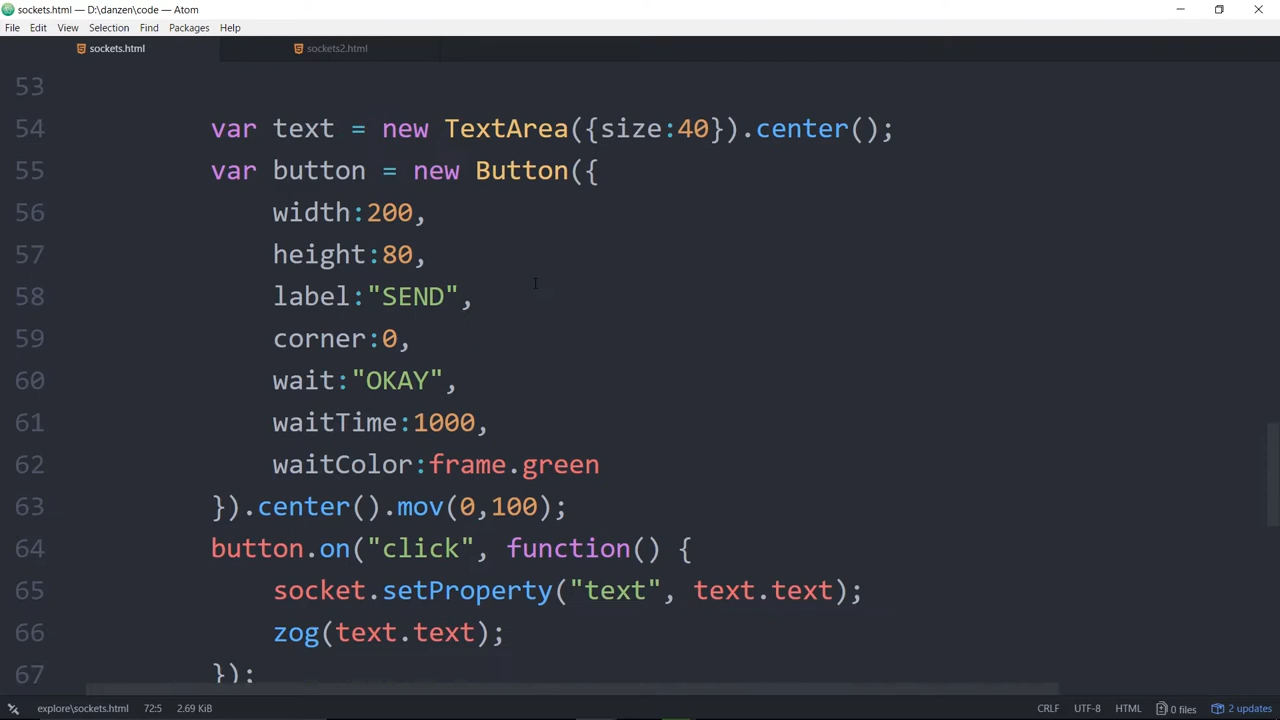 sockets.html — D:\danzen\code — Atom
File Edit View Selection Find Packages Help
sockets.html sockets2.html
53
54 var text = new TextArea({size:40}).center();
55 var button = new Button({
56 width:200,
57 height:80,
58 label:"SEND",
59 corner:0,
60 wait:"OKAY",
61 waitTime:1000,
62 waitColor:frame.green
63 }).center().mov(0,100);
64 button.on("click", function() {
65 socket.setProperty("text", text.text);
66 zog(text.text);
67 });
explore\sockets.html 72:5 2.69 KiB CRLF UTF-8 HTML 0 files 2 updates